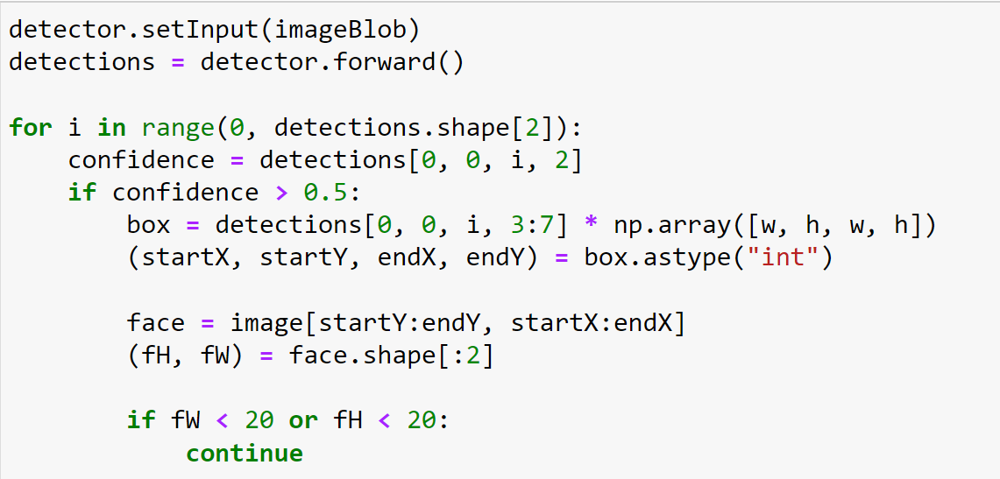 detector.setInput(imageBlob)
detections = detector.forward()

for i in range(0, detections.shape[2]):
    confidence = detections[0, 0, i, 2]
    if confidence > 0.5:
        box = detections[0, 0, i, 3:7] * np.array([w, h, w, h])
        (startX, startY, endX, endY) = box.astype("int")

        face = image[startY:endY, startX:endX]
        (fH, fW) = face.shape[:2]

        if fW < 20 or fH < 20:
            continue